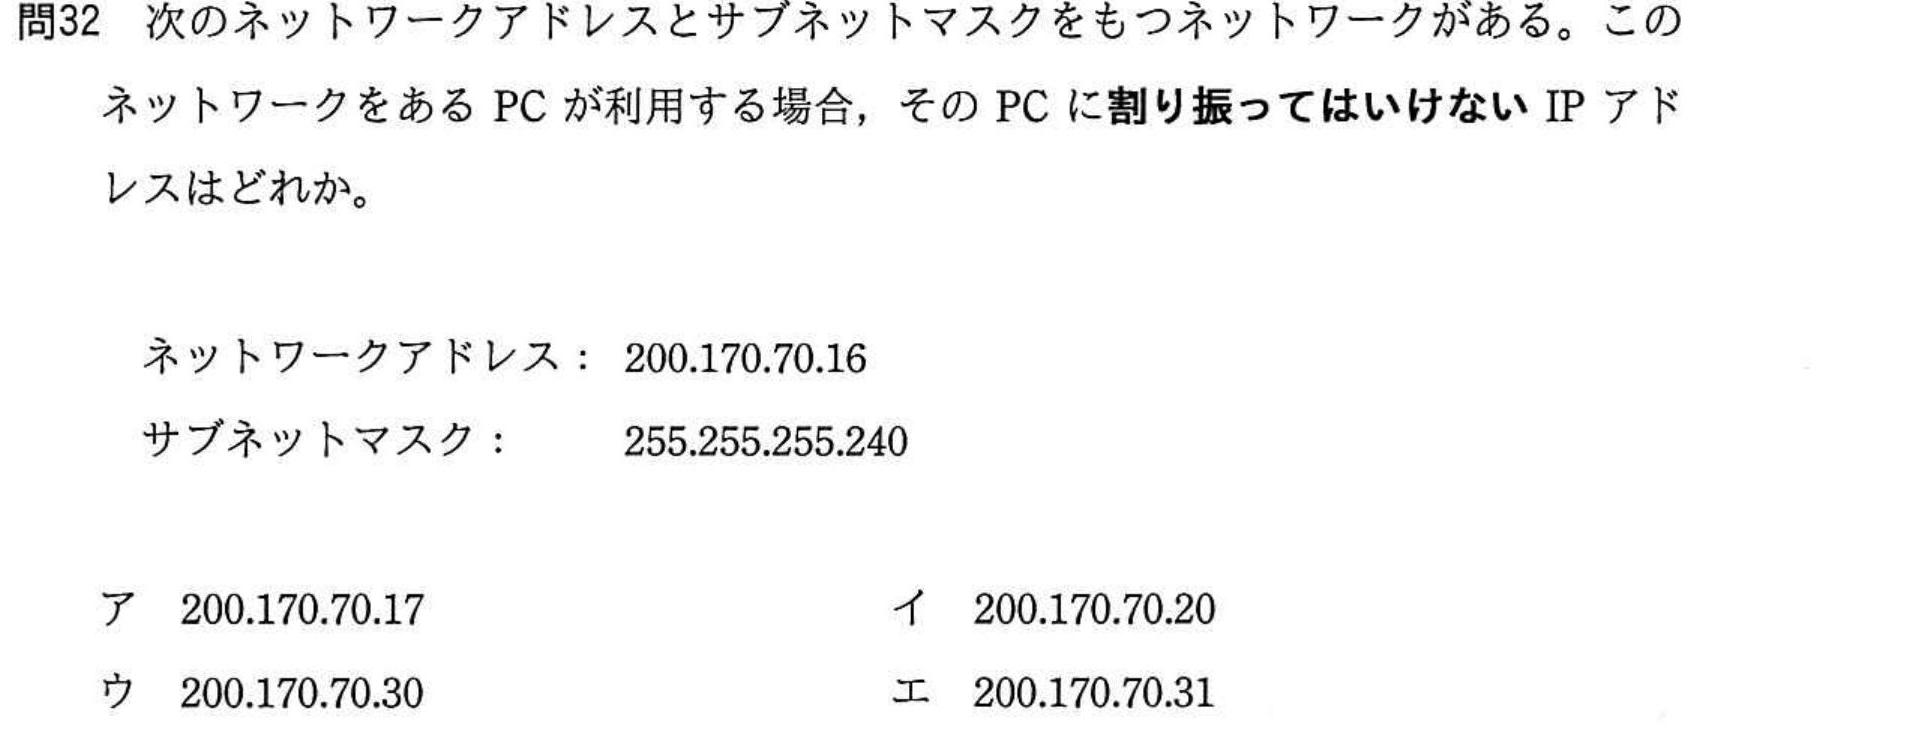 問32 次のネットワークアドレスとサブネットマスクをもつネットワークがある。この
ネットワークをある PC が利用する場合，その PC に割り振ってはいけない IP アド
レスはどれか。
ネットワークアドレス： 200.170.70.16
サブネットマスク： 255.255.255.240
ア 200.170.70.17 イ 200.170.70.20
ウ 200.170.70.30 エ 200.170.70.31